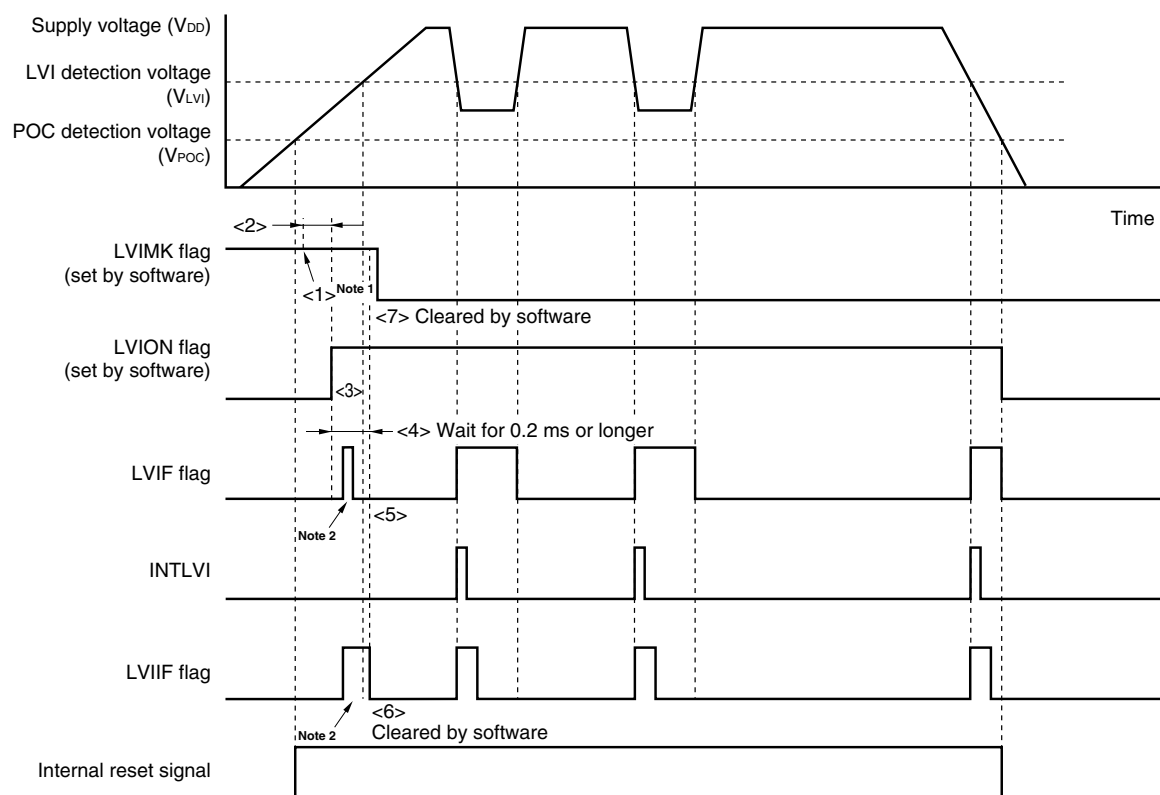 Supply voltage (VDD)
LVI detection voltage
(VLVI)
POC detection voltage
(VPOC)
Time
<2>
LVIMK flag
(set by software)
<1> Note 1
<7> Cleared by software
LVION flag
(set by software)
<3>
<4> Wait for 0.2 ms or longer
LVIF flag
<5>
Note 2
INTLVI
LVIIF flag
<6>
Note 2
Cleared by software
Internal reset signal